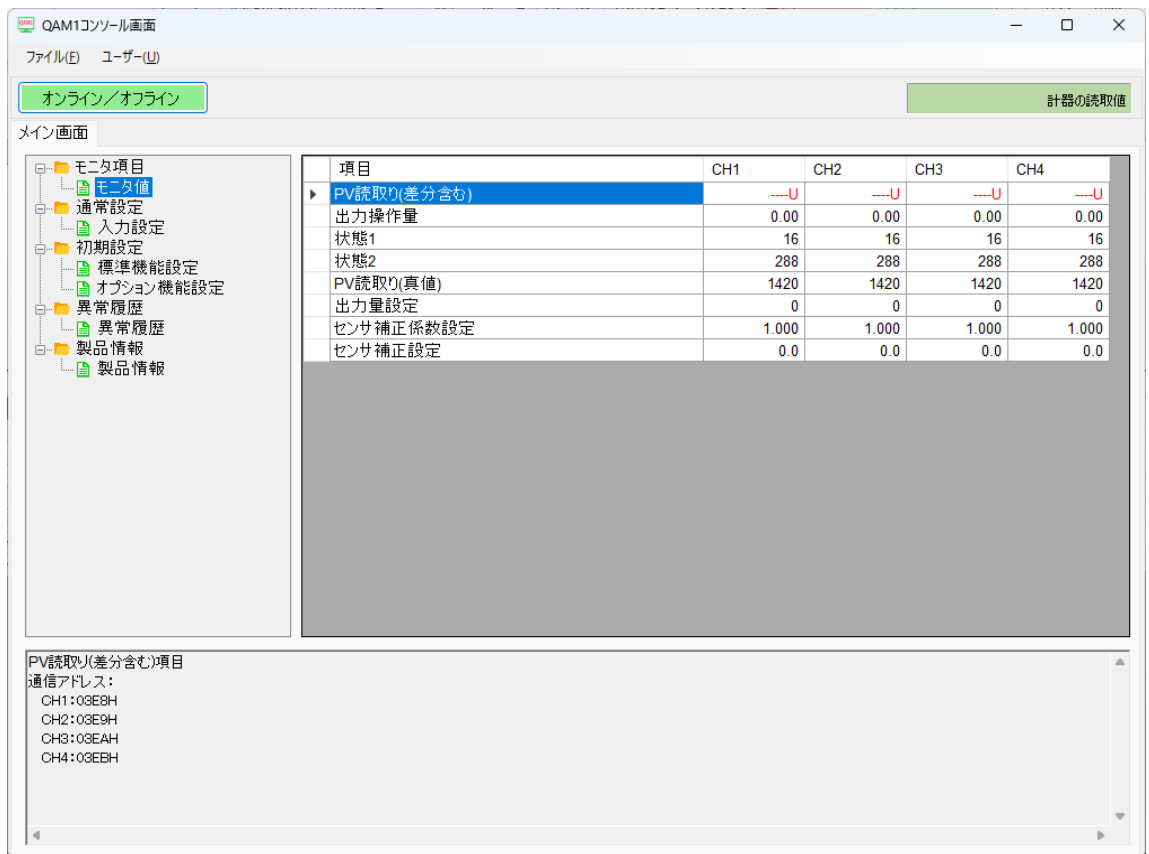 QAM1コンソール画面
ファイル(F) ユーザー(U)
オンライン／オフライン
計器の読取値
メイン画面
モニタ項目
モニタ値
通常設定
入力設定
初期設定
標準機能設定
オプション機能設定
異常履歴
異常履歴
製品情報
製品情報
項目 CH1 CH2 CH3 CH4
PV読取り(差分含む) ----U ----U ----U ----U
出力操作量 0.00 0.00 0.00 0.00
状態1 16 16 16 16
状態2 288 288 288 288
PV読取り(真値) 1420 1420 1420 1420
出力量設定 0 0 0 0
センサ補正係数設定 1.000 1.000 1.000 1.000
センサ補正設定 0.0 0.0 0.0 0.0
PV読取り(差分含む)項目
通信アドレス：
CH1：03E8H
CH2：03E9H
CH3：03EAH
CH4：03EBH